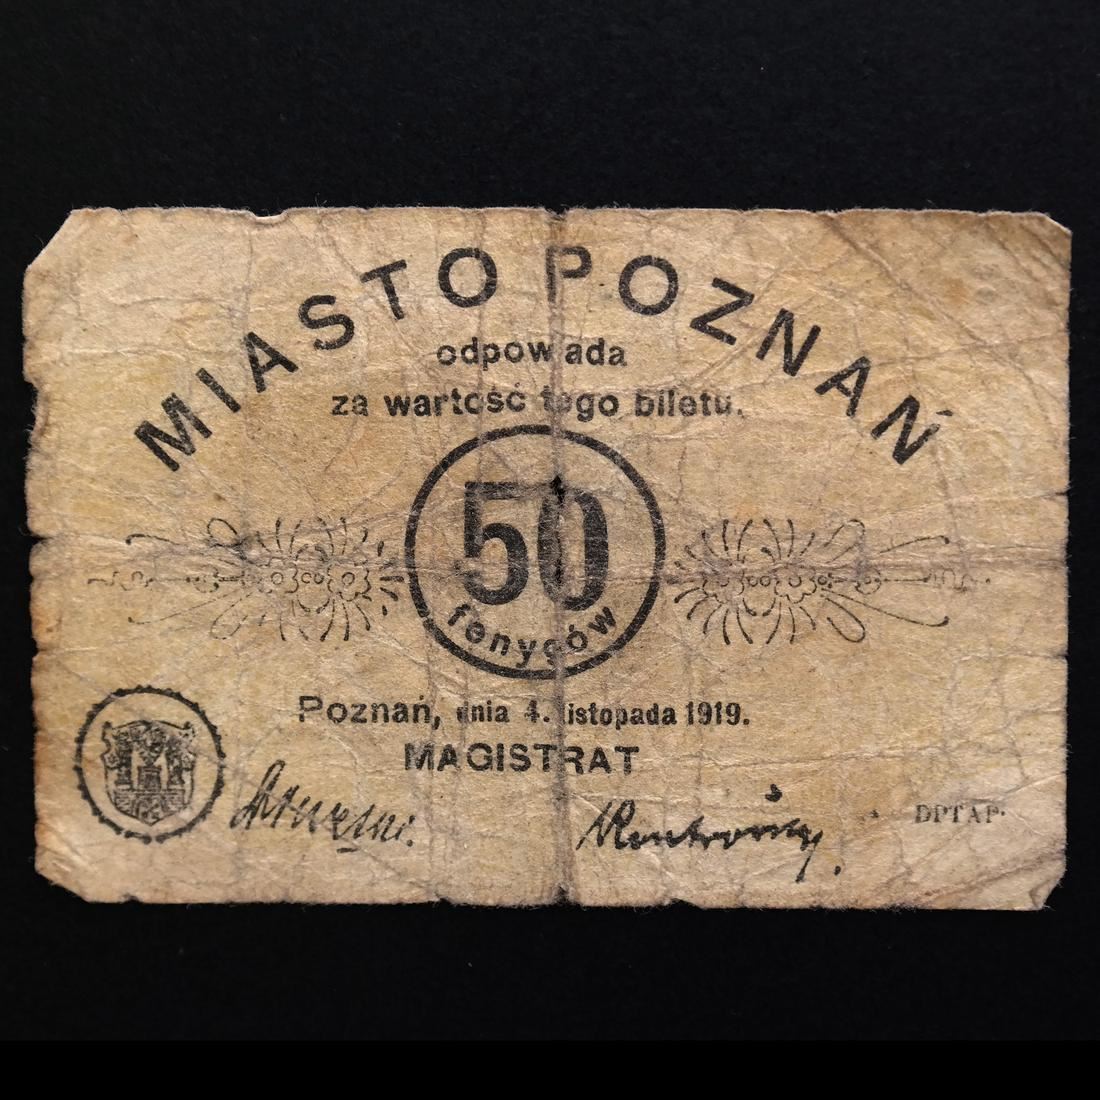 MIASTO POZNAŃ
odpowiada
za wartość tego biletu.
50
fenygów
Poznań, dnia 4. listopada 1919.
MAGISTRAT
DPTAP.